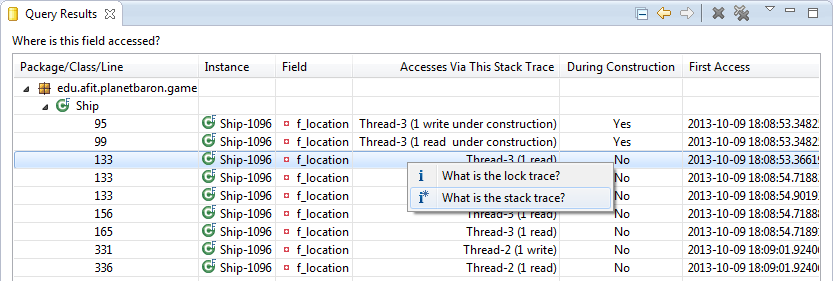 Query Results
Where is this field accessed?
Package/Class/Line Instance Field Accesses Via This Stack Trace During Construction First Access
edu.afit.planetbaron.game
Ship
95 Ship-1096 f_location Thread-3 (1 write under construction) Yes 2013-10-09 18:08:53.3482
99 Ship-1096 f_location Thread-3 (1 read under construction) Yes 2013-10-09 18:08:53.3482
133 Ship-1096 f_location Thread-3 (1 read) No 2013-10-09 18:08:53.36619
133 Ship-1096 f_location No 2013-10-09 18:08:54.7188
133 Ship-1096 f_location No 2013-10-09 18:08:54.9019
156 Ship-1096 f_location Thread-3 (1 read) No 2013-10-09 18:08:54.7189
165 Ship-1096 f_location Thread-3 (1 read) No 2013-10-09 18:08:54.7189
331 Ship-1096 f_location Thread-2 (1 write) No 2013-10-09 18:09:01.9240
336 Ship-1096 f_location Thread-2 (1 read) No 2013-10-09 18:09:01.9240
What is the lock trace?
What is the stack trace?